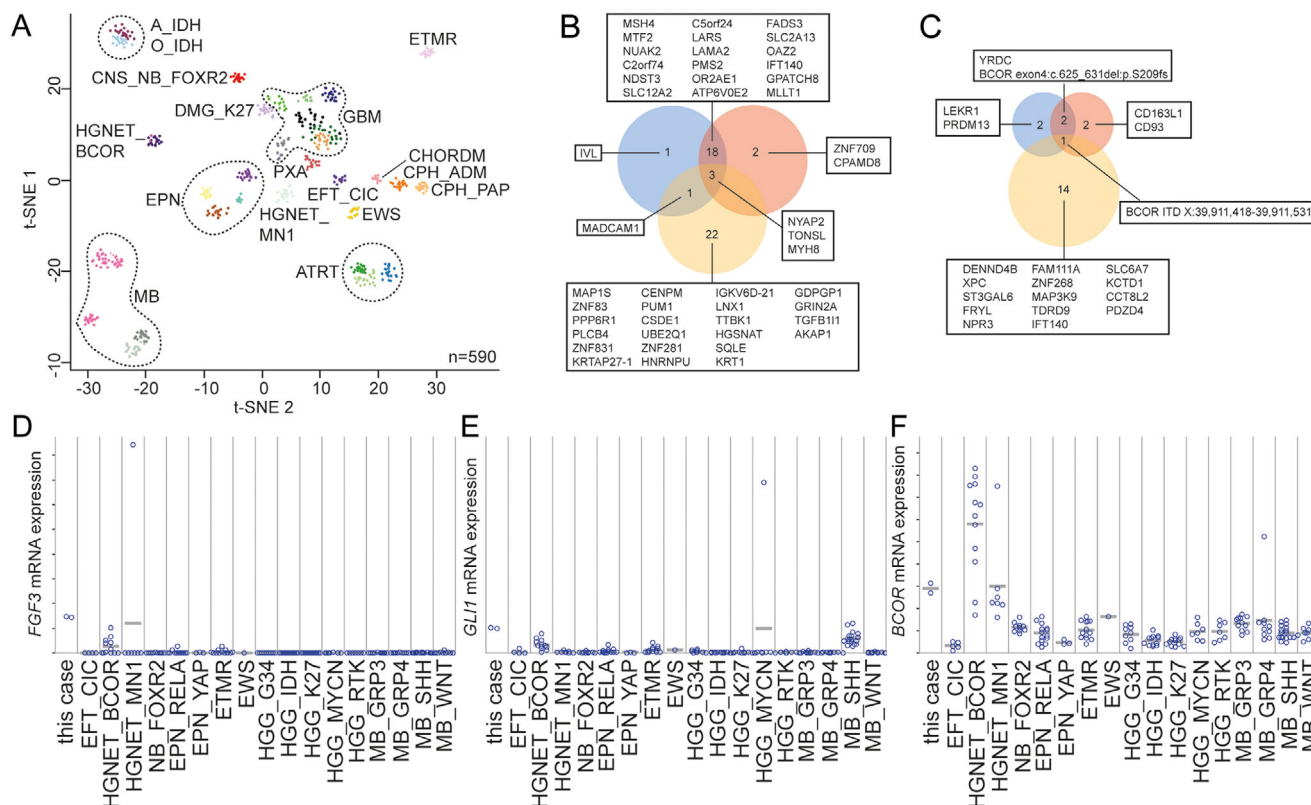 A
A_IDH
O_IDH
ETMR
CNS_NB_FOXR2
DMG_K27
GBM
HGNET_
BCOR
PXA
CHORDM
CPH_ADM
CPH_PAP
EPN
EFT_CIC
HGNET_
MN1
EWS
ATRT
MB
n=590
20
10
0
-10
t-SNE 1
-30 -20 -10 0 10 20 30
t-SNE 2
B
MSH4 C5orf24 FADS3
MTF2 LARS SLC2A13
NUAK2 LAMA2 OAZ2
C2orf74 PMS2 IFT140
NDST3 OR2AE1 GPATCH8
SLC12A2 ATP6V0E2 MLLT1
IVL
1
18
2
ZNF709
CPAMD8
1
3
MADCAM1
NYAP2
TONSL
MYH8
22
MAP1S CENPM IGKV6D-21 GDPGP1
ZNF83 PUM1 LNX1 GRIN2A
PPP6R1 CSDE1 TTBK1 TGFB1I1
PLCB4 UBE2Q1 HGSNAT AKAP1
ZNF831 ZNF281 SQLE
KRTAP27-1 HNRNPU KRT1
C
YRDC
BCOR exon4:c.625_631del:p.S209fs
LEKR1
PRDM13
2
2
2
CD163L1
CD93
1
14
BCOR ITD X:39,911,418-39,911,531
DENND4B FAM111A SLC6A7
XPC ZNF268 KCTD1
ST3GAL6 MAP3K9 CCT8L2
FRYL TDRD9 PDZD4
NPR3 IFT140
D
FGF3 mRNA expression
this case
EFT_CIC
HGNET_BCOR
HGNET_MN1
NB_FOXR2
EPN_RELA
EPN_YAP
ETMR
EWS
HGG_G34
HGG_IDH
HGG_K27
HGG_MYCN
HGG_RTK
MB_GRP3
MB_GRP4
MB_SHH
MB_WNT
E
GLI1 mRNA expression
this case
EFT_CIC
HGNET_BCOR
HGNET_MN1
NB_FOXR2
EPN_RELA
EPN_YAP
ETMR
EWS
HGG_G34
HGG_IDH
HGG_K27
HGG_MYCN
HGG_RTK
MB_GRP3
MB_GRP4
MB_SHH
MB_WNT
F
BCOR mRNA expression
this case
EFT_CIC
HGNET_BCOR
HGNET_MN1
NB_FOXR2
EPN_RELA
EPN_YAP
ETMR
EWS
HGG_G34
HGG_IDH
HGG_K27
HGG_MYCN
HGG_RTK
MB_GRP3
MB_GRP4
MB_SHH